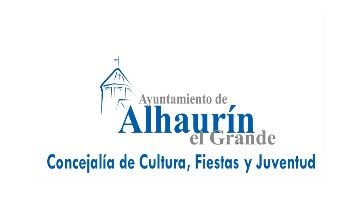 Ayuntamiento de
Alhaurín
el Grande
Concejalía de Cultura, Fiestas y Juventud